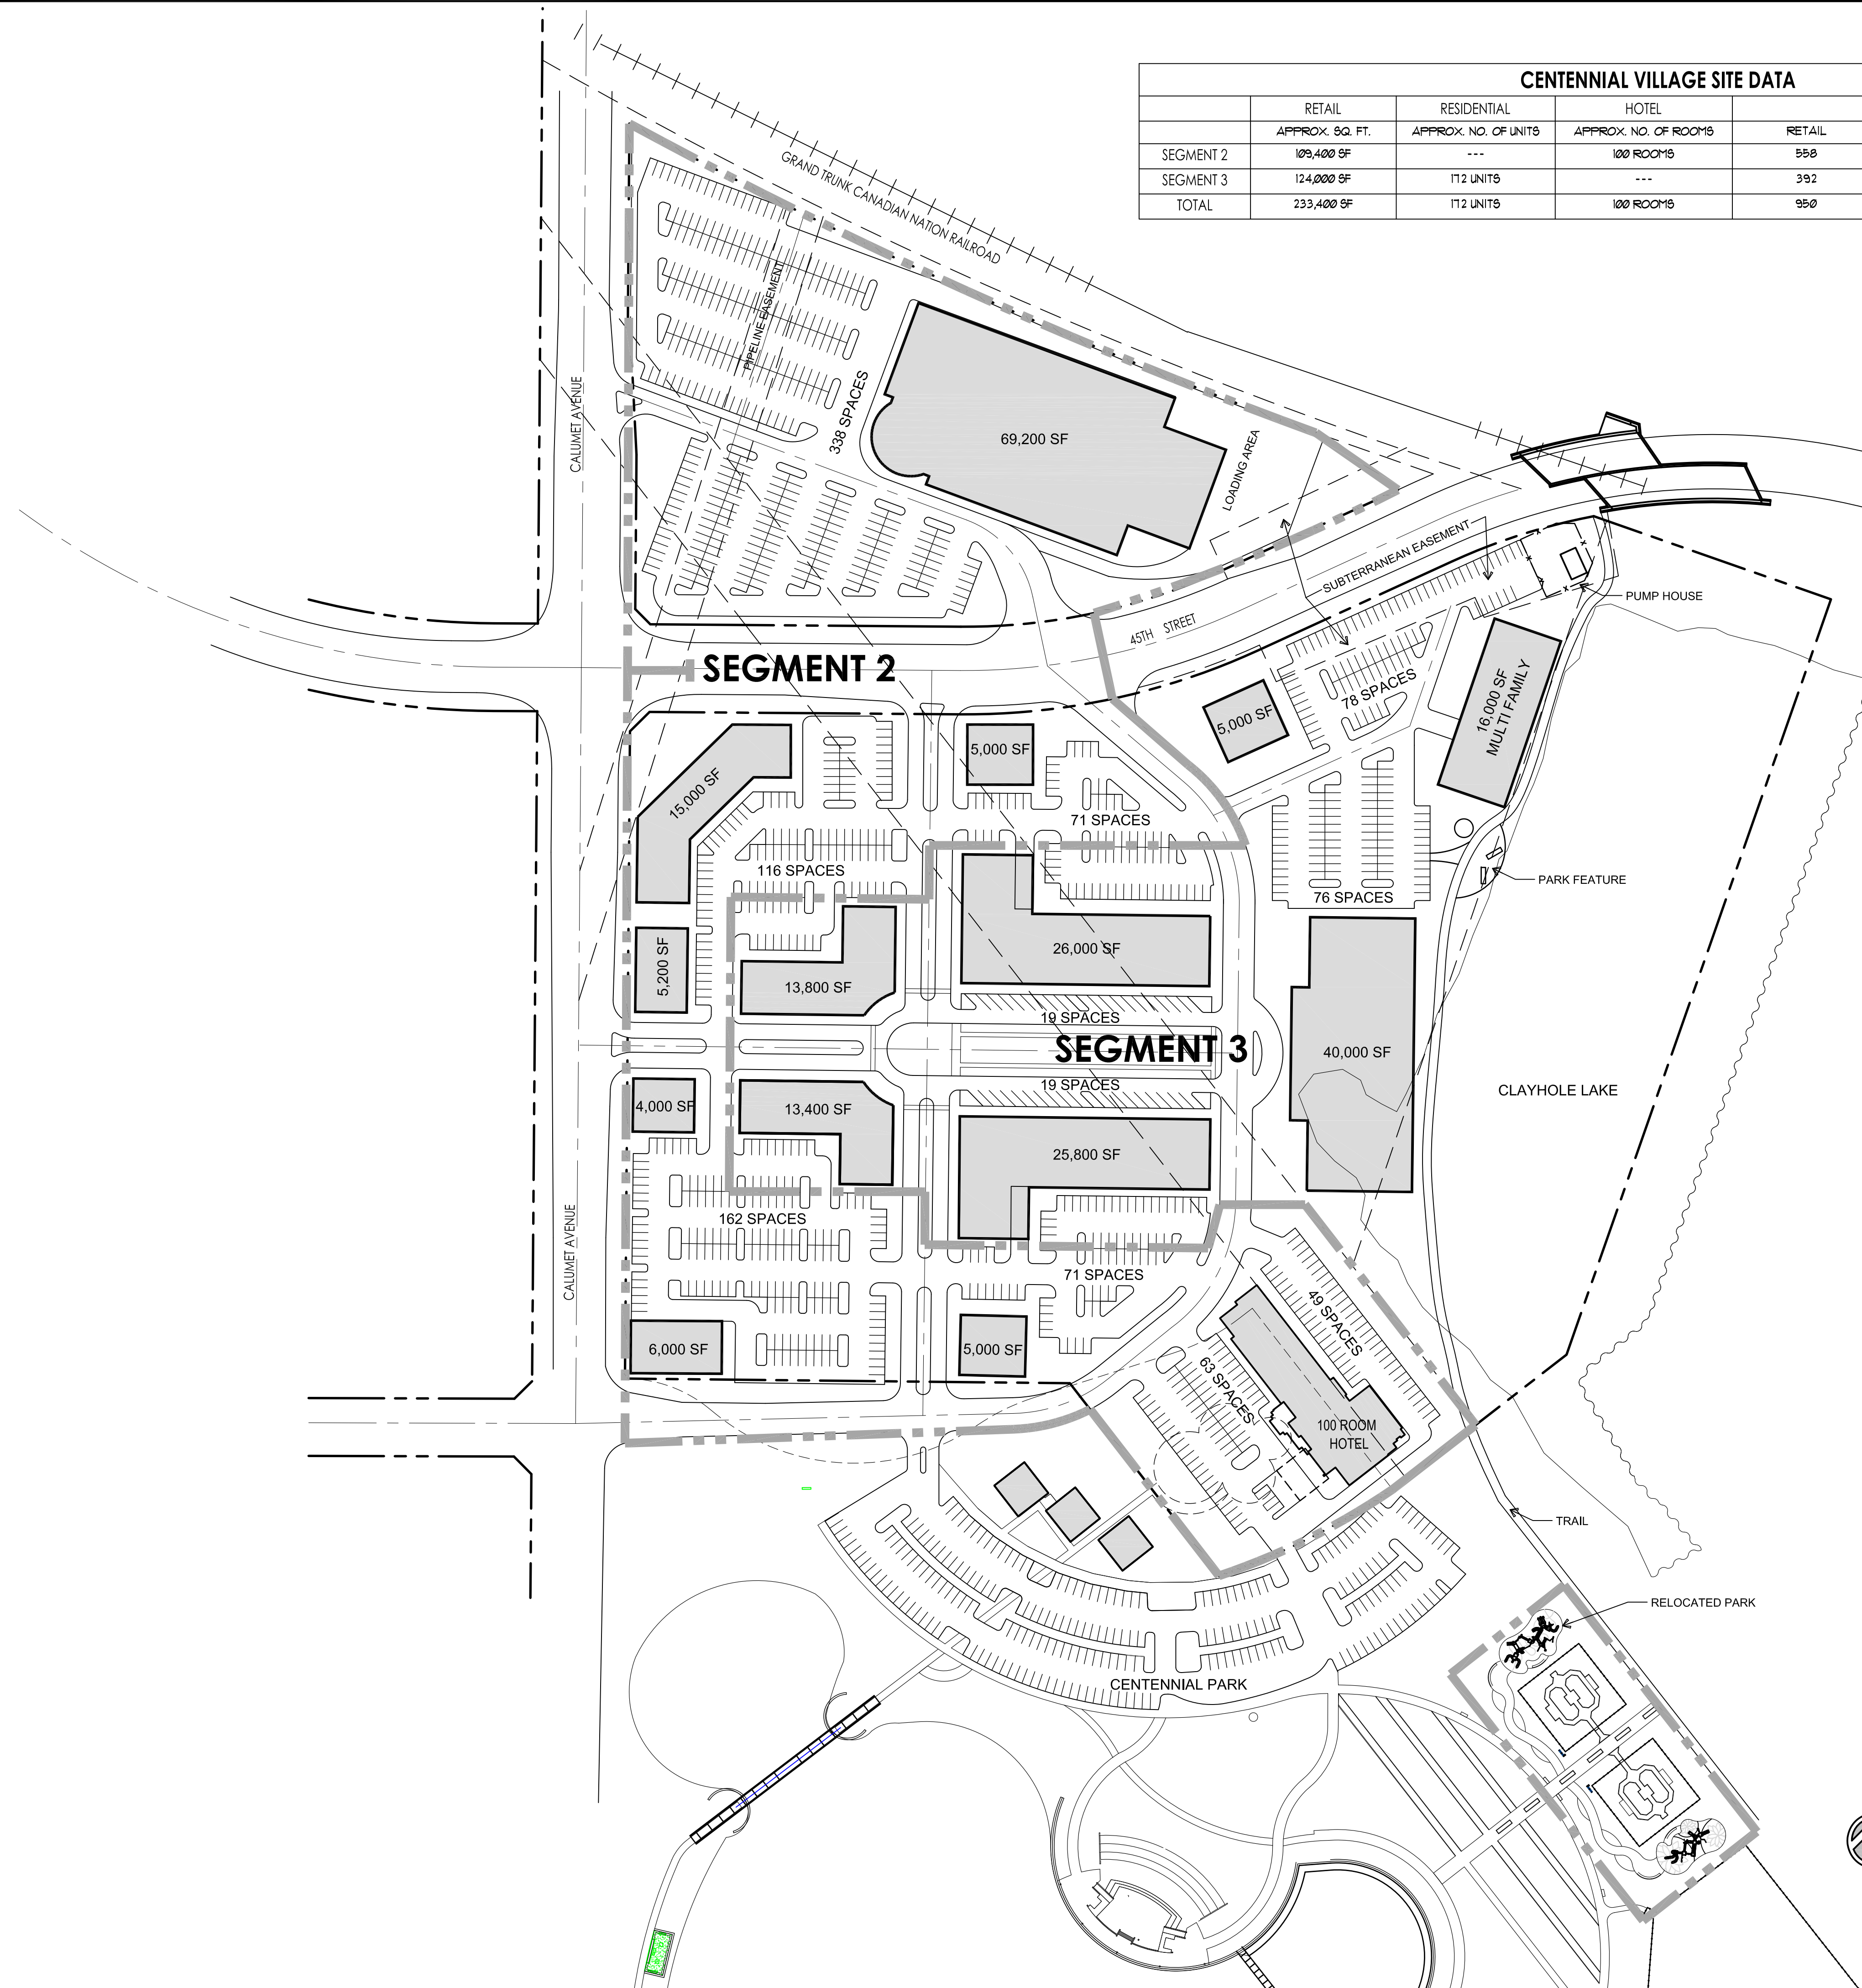 CENTENNIAL VILLAGE SITE DATA
RETAIL RESIDENTIAL HOTEL
APPROX. SQ. FT. APPROX. NO. OF UNITS APPROX. NO. OF ROOMS RETAIL
SEGMENT 2 109,400 SF --- 100 ROOMS 558
SEGMENT 3 124,000 SF 172 UNITS --- 392
TOTAL 233,400 SF 172 UNITS 100 ROOMS 950
GRAND TRUNK CANADIAN NATION RAILROAD
PIPELINE EASEMENT
CALUMET AVENUE
338 SPACES
69,200 SF
LOADING AREA
SUBTERRANEAN EASEMENT
PUMP HOUSE
45TH STREET
SEGMENT 2
78 SPACES
16,000 SF
MULTI FAMILY
5,000 SF
5,000 SF
15,000 SF
71 SPACES
116 SPACES
PARK FEATURE
76 SPACES
26,000 SF
5,200 SF
13,800 SF
19 SPACES
SEGMENT 3
40,000 SF
19 SPACES
CLAYHOLE LAKE
4,000 SF
13,400 SF
25,800 SF
162 SPACES
CALUMET AVENUE
71 SPACES
49 SPACES
6,000 SF
5,000 SF
63 SPACES
100 ROOM
HOTEL
TRAIL
RELOCATED PARK
CENTENNIAL PARK